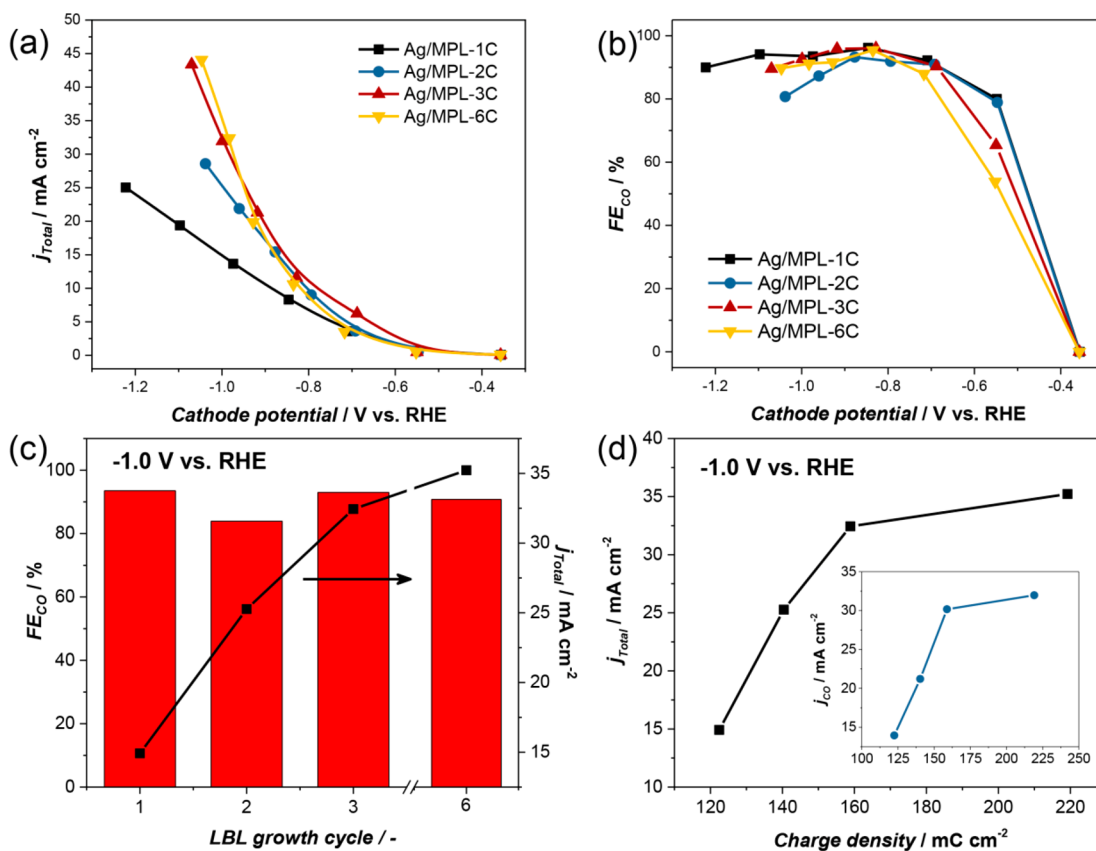 (a)
50
45
40
35
30
25
20
15
10
5
0
j_Total / mA cm⁻²
Ag/MPL-1C
Ag/MPL-2C
Ag/MPL-3C
Ag/MPL-6C
-1.2 -1.0 -0.8 -0.6 -0.4
Cathode potential / V vs. RHE
(b)
100
80
60
40
20
0
FE_CO / %
Ag/MPL-1C
Ag/MPL-2C
Ag/MPL-3C
Ag/MPL-6C
-1.2 -1.0 -0.8 -0.6 -0.4
Cathode potential / V vs. RHE
(c)
-1.0 V vs. RHE
100
80
60
40
20
0
FE_CO / %
35
30
25
35
15
j_Total / mA cm⁻²
1 2 3 6
LBL growth cycle / -
(d)
-1.0 V vs. RHE
40
35
30
25
20
15
10
j_Total / mA cm⁻²
35
30
25
20
15
j_CO / mA cm⁻²
100 125 150 175 200 225 250
120 140 160 180 200 220
Charge density / mC cm⁻²